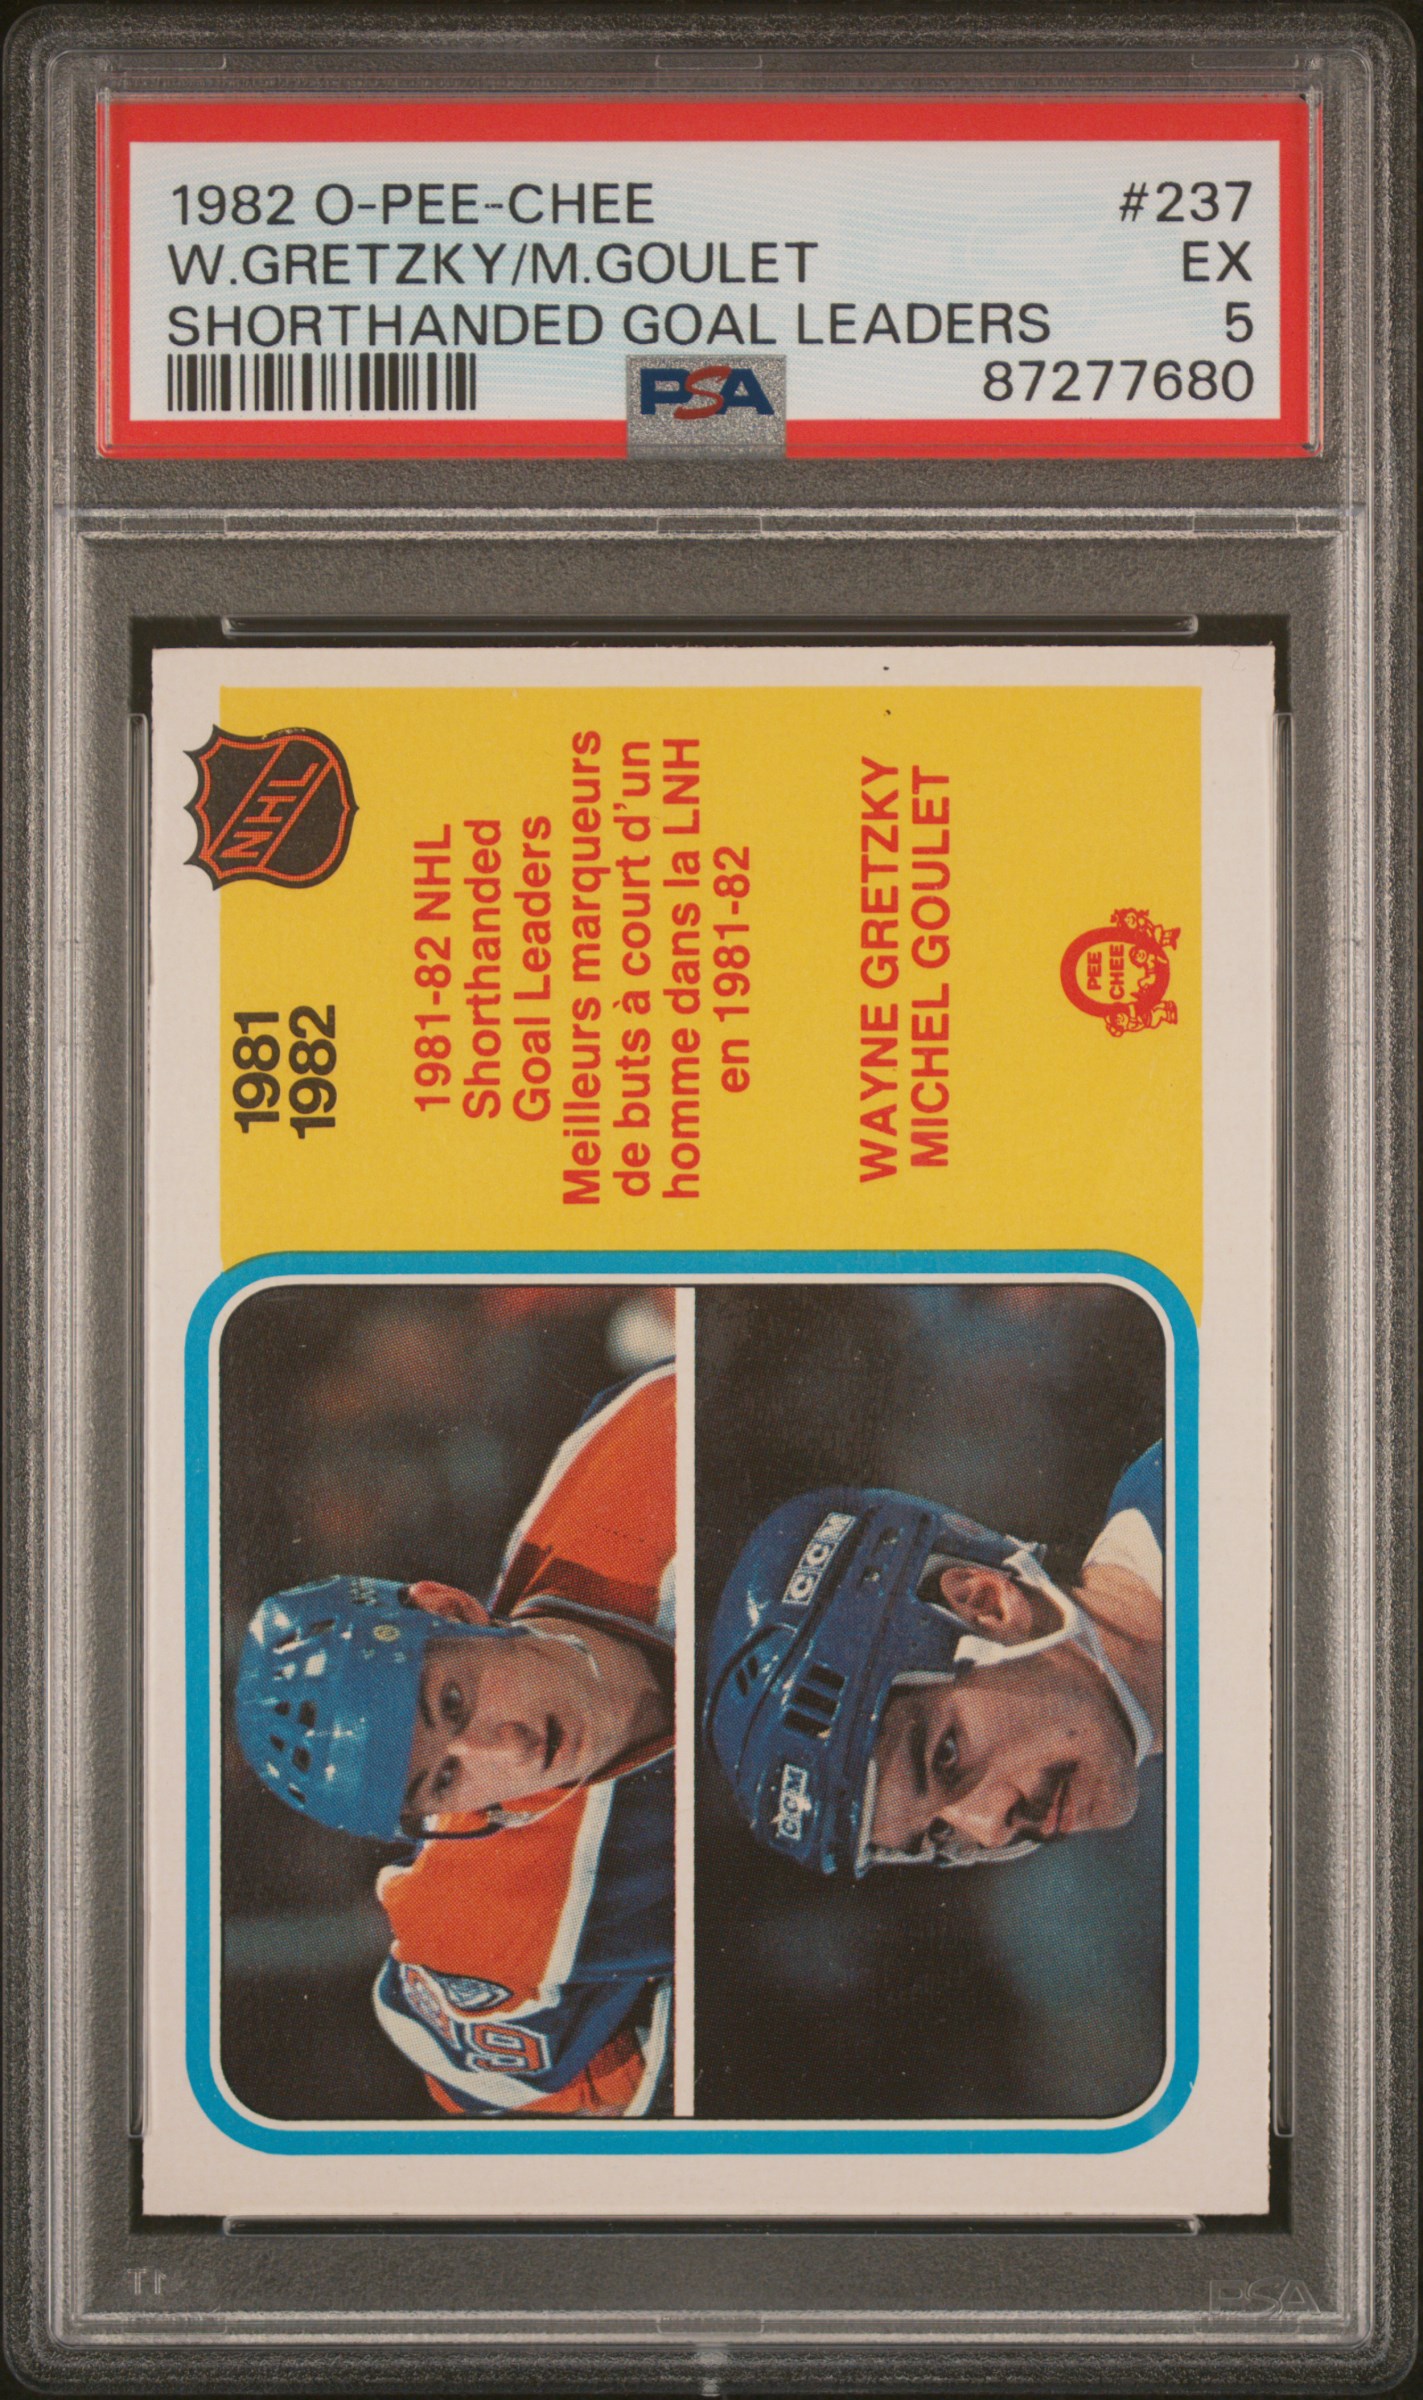 1982 O-PEE-CHEE
#237
W.GRETZKY/M.GOULET
EX
SHORTHANDED GOAL LEADERS
5
87277680
PSA
NHL
1981
1982
1981-82 NHL
Shorthanded
Goal Leaders
Meilleurs marqueurs
de buts à court d'un
homme dans la LNH
en 1981-82
WAYNE GRETZKY
MICHEL GOULET
O
PEE
CHEE
CCM
CCM
PSA